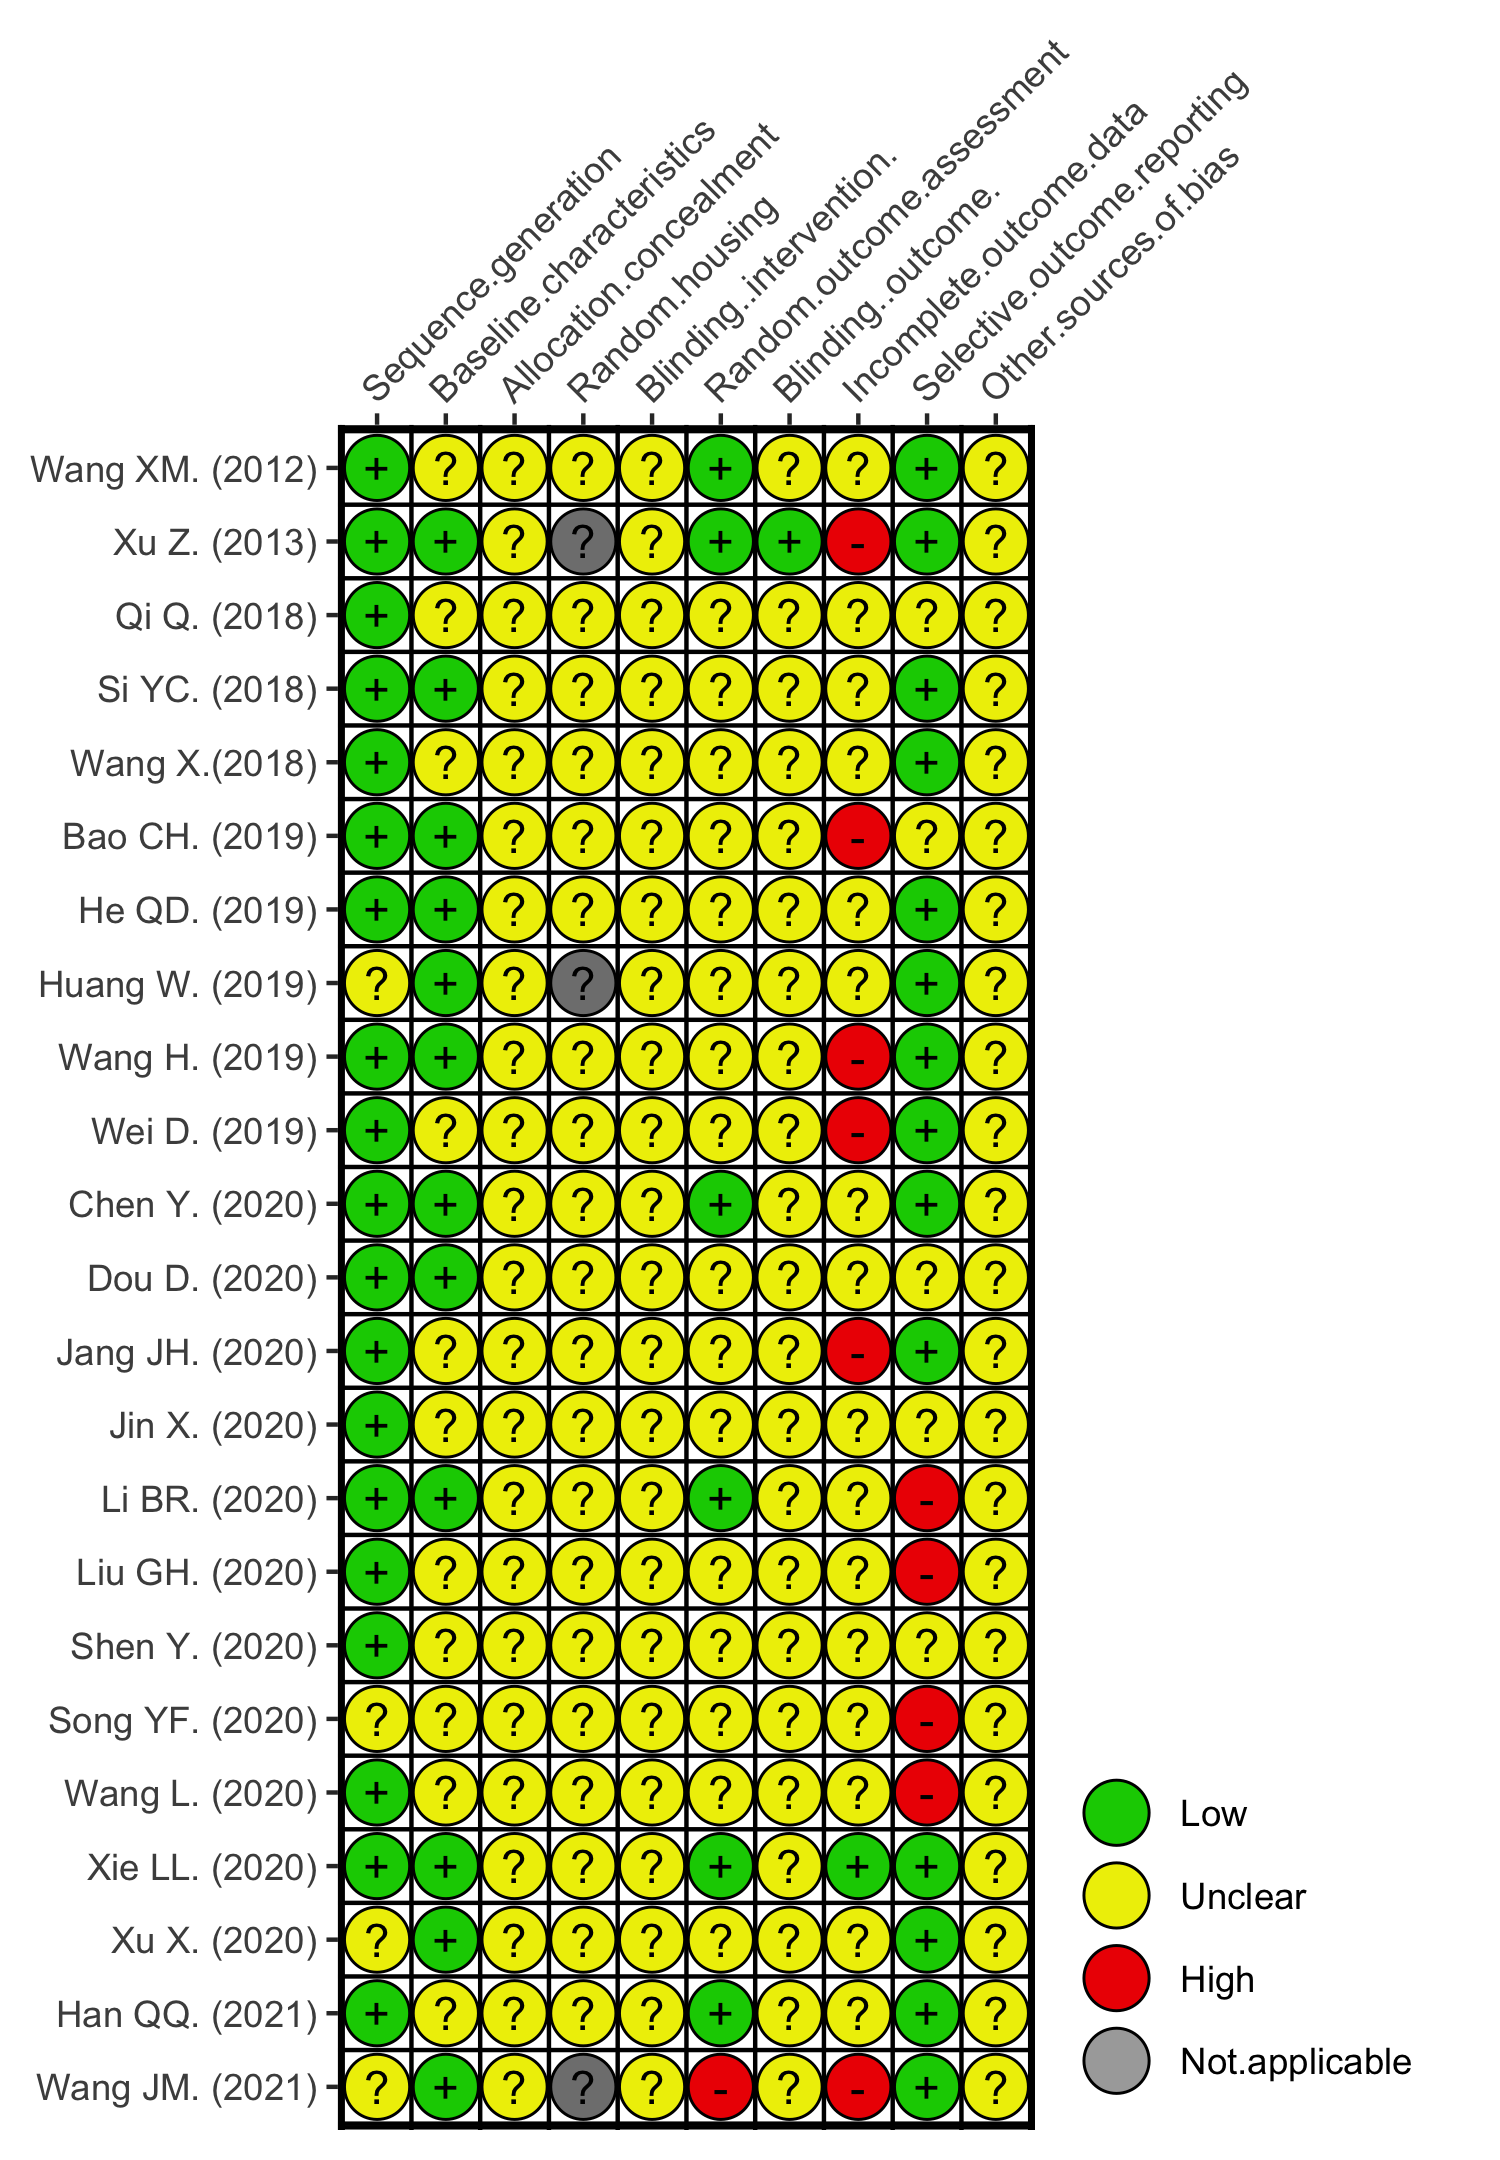 Sequence.generation
Baseline.characteristics
Allocation.concealment
Random.housing
Blinding..intervention.
Random.outcome.assessment
Blinding..outcome.
Incomplete.outcome.data
Selective.outcome.reporting
Other.sources.of.bias
Wang XM. (2012) + ? ? ? ? + ? ? + ?
Xu Z. (2013) + + ? ? ? + + - + ?
Qi Q. (2018) + ? ? ? ? ? ? ? ? ?
Si YC. (2018) + + ? ? ? ? ? ? + ?
Wang X.(2018) + ? ? ? ? ? ? ? + ?
Bao CH. (2019) + + ? ? ? ? ? - ? ?
He QD. (2019) + + ? ? ? ? ? ? + ?
Huang W. (2019) ? + ? ? ? ? ? ? + ?
Wang H. (2019) + + ? ? ? ? ? - + ?
Wei D. (2019) + ? ? ? ? ? ? - + ?
Chen Y. (2020) + + ? ? ? + ? ? + ?
Dou D. (2020) + + ? ? ? ? ? ? ? ?
Jang JH. (2020) + ? ? ? ? ? ? - + ?
Jin X. (2020) + ? ? ? ? ? ? ? ? ?
Li BR. (2020) + + ? ? ? + ? ? - ?
Liu GH. (2020) + ? ? ? ? ? ? ? - ?
Shen Y. (2020) + ? ? ? ? ? ? ? ? ?
Song YF. (2020) ? ? ? ? ? ? ? ? - ?
Wang L. (2020) + ? ? ? ? ? ? ? - ?
Xie LL. (2020) + + ? ? ? + ? + + ?
Xu X. (2020) ? + ? ? ? ? ? ? + ?
Han QQ. (2021) + ? ? ? ? + ? ? + ?
Wang JM. (2021) ? + ? ? ? - ? - + ?
Low
Unclear
High
Not.applicable